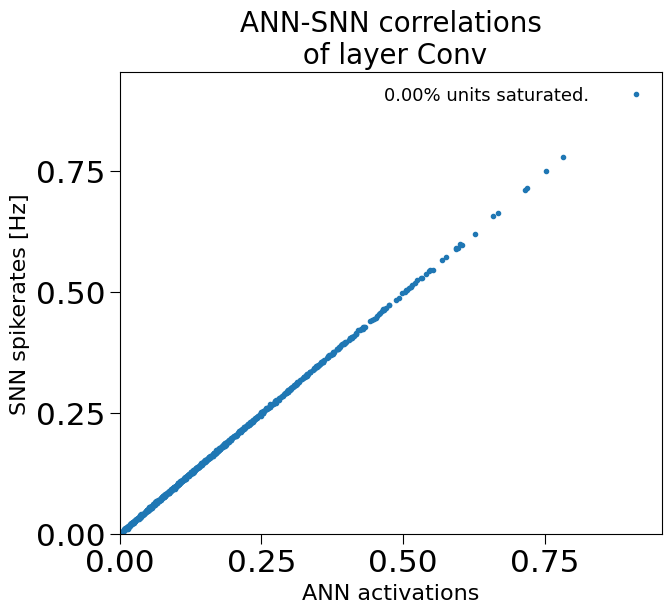 ANN-SNN correlations
of layer Conv
0.00% units saturated.
SNN spikerates [Hz]
0.75
0.50
0.25
0.00
0.00 0.25 0.50 0.75
ANN activations